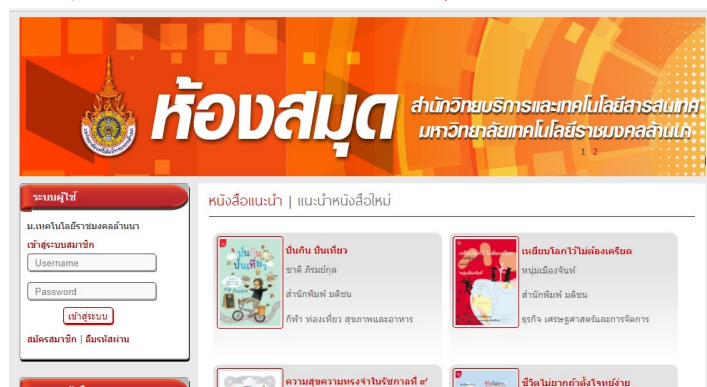 ห้องสมุด
สำนักวิทยบริการและเทคโนโลยีสารสนเทศ
มหาวิทยาลัยเทคโนโลยีราชมงคลล้านนา
1 2
ระบบผู้ใช้
ม.เทคโนโลยีราชมงคลล้านนา
เข้าสู่ระบบสมาชิก
Username
Password
เข้าสู่ระบบ
สมัครสมาชิก | ลืมรหัสผ่าน
หนังสือแนะนำ | แนะนำหนังสือใหม่
ปั่นกิน ปั่นเที่ยว
ชาลี ภิรมย์กุล
สำนักพิมพ์ มติชน
กีฬา ท่องเที่ยว สุขภาพและอาหาร
เหยียบโลกไว้ไม่ต้องเครียด
หนุ่มเมืองจันท์
สำนักพิมพ์ มติชน
ธุรกิจ เศรษฐศาสตร์และการจัดการ
ความสุขความทรงจำในรัชกาลที่ ๙
ชีวิตไม่ยากถ้าตั้งโจทย์ง่าย